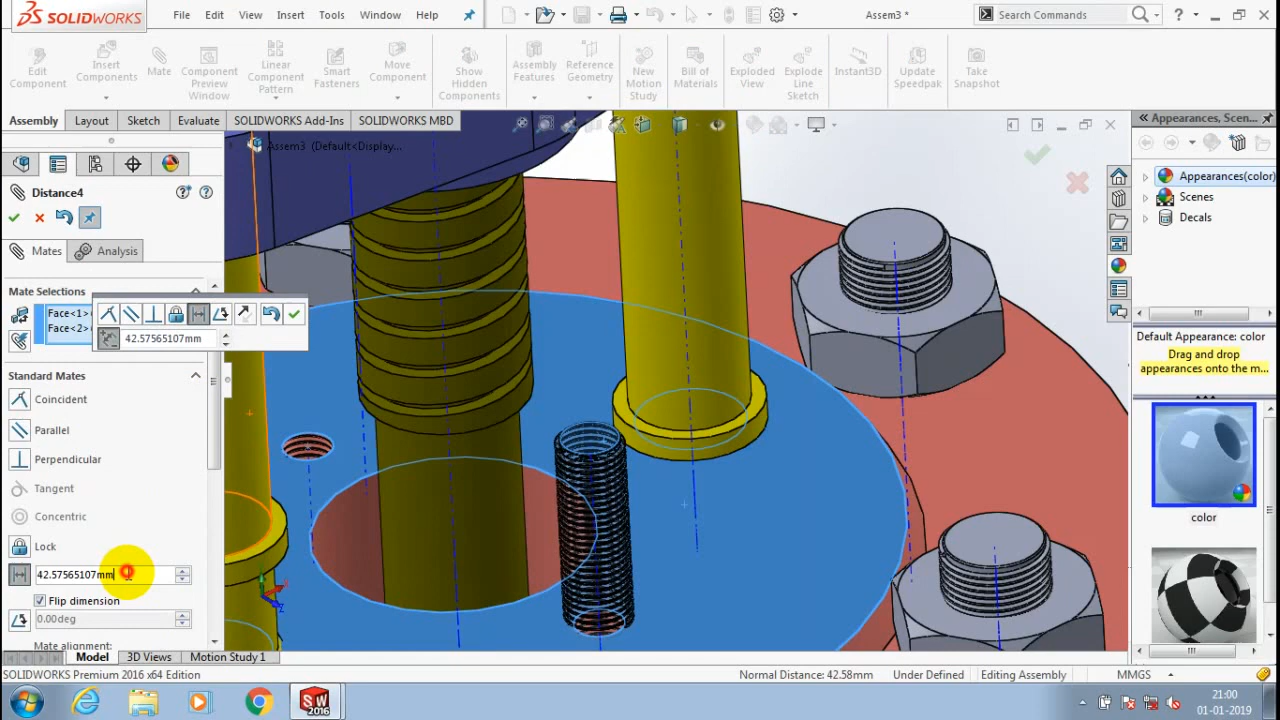 SOLIDWORKS
File Edit View Insert Tools Window Help
Assem3 *
Search Commands
Edit Component
Insert Components
Mate
Component Preview Window
Linear Component Pattern
Smart Fasteners
Move Component
Show Hidden Components
Assembly Features
Reference Geometry
New Motion Study
Bill of Materials
Exploded View
Explode Line Sketch
Instant3D
Update Speedpak
Take Snapshot
Assembly Layout Sketch Evaluate SOLIDWORKS Add-Ins SOLIDWORKS MBD
Assem3 (Default<Display...
Distance4
Mates Analysis
Mate Selections
Face<1>
Face<2>
42.57565107mm
Standard Mates
Coincident
Parallel
Perpendicular
Tangent
Concentric
Lock
42.57565107mm
Flip dimension
0.00deg
Mate alignment:
Appearances, Scen...
Appearances(color)
Scenes
Decals
Default Appearance: color
Drag and drop
appearances onto the m...
color
Model 3D Views Motion Study 1
SOLIDWORKS Premium 2016 x64 Edition
Normal Distance: 42.58mm Under Defined Editing Assembly MMGS
SW
2016
21:00
01-01-2019